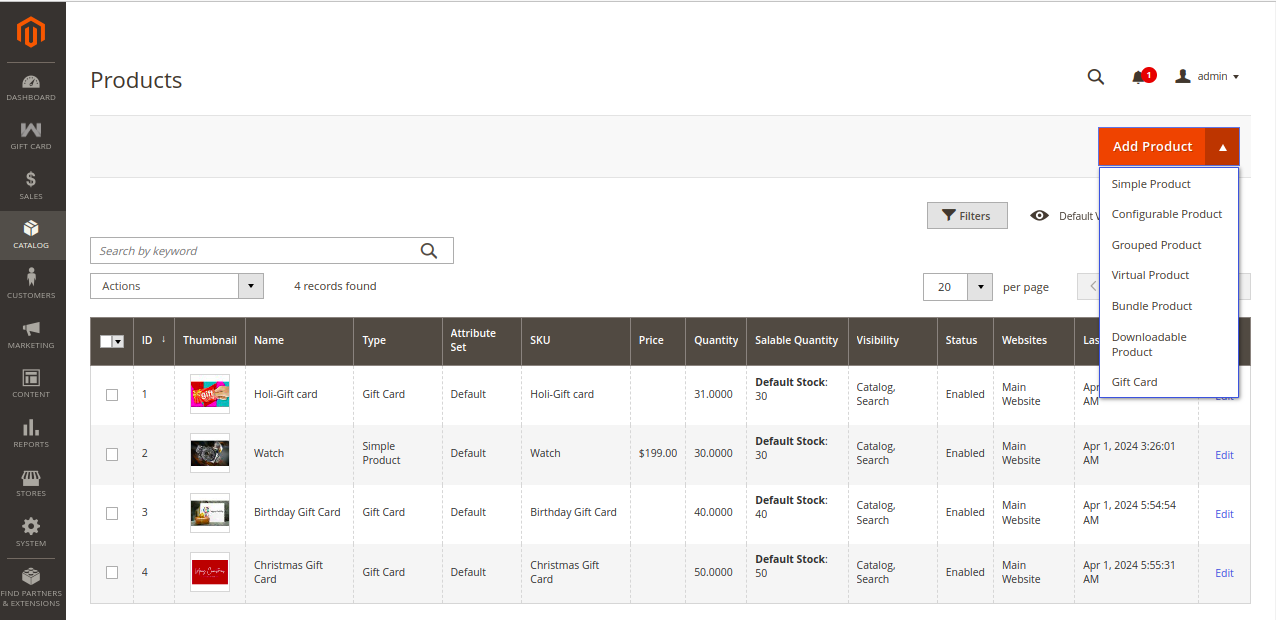 Products
1
admin
DASHBOARD
GIFT CARD
SALES
CATALOG
CUSTOMERS
MARKETING
CONTENT
REPORTS
STORES
SYSTEM
FIND PARTNERS
& EXTENSIONS
Add Product
Simple Product
Configurable Product
Grouped Product
Virtual Product
Bundle Product
Downloadable
Product
Gift Card
Filters
Default V
Search by keyword
Actions
4 records found
20
per page
ID ↓ Thumbnail Name Type Attribute Set SKU Price Quantity Salable Quantity Visibility Status Websites Las
1 Holi-Gift card Gift Card Default Holi-Gift card 31.0000 Default Stock: 30 Catalog, Search Enabled Main Website Apr AM Edit
2 Watch Simple Product Default Watch $199.00 30.0000 Default Stock: 30 Catalog, Search Enabled Main Website Apr 1, 2024 3:26:01 AM Edit
3 Birthday Gift Card Gift Card Default Birthday Gift Card 40.0000 Default Stock: 40 Catalog, Search Enabled Main Website Apr 1, 2024 5:54:54 AM Edit
4 Christmas Gift Card Gift Card Default Christmas Gift Card 50.0000 Default Stock: 50 Catalog, Search Enabled Main Website Apr 1, 2024 5:55:31 AM Edit